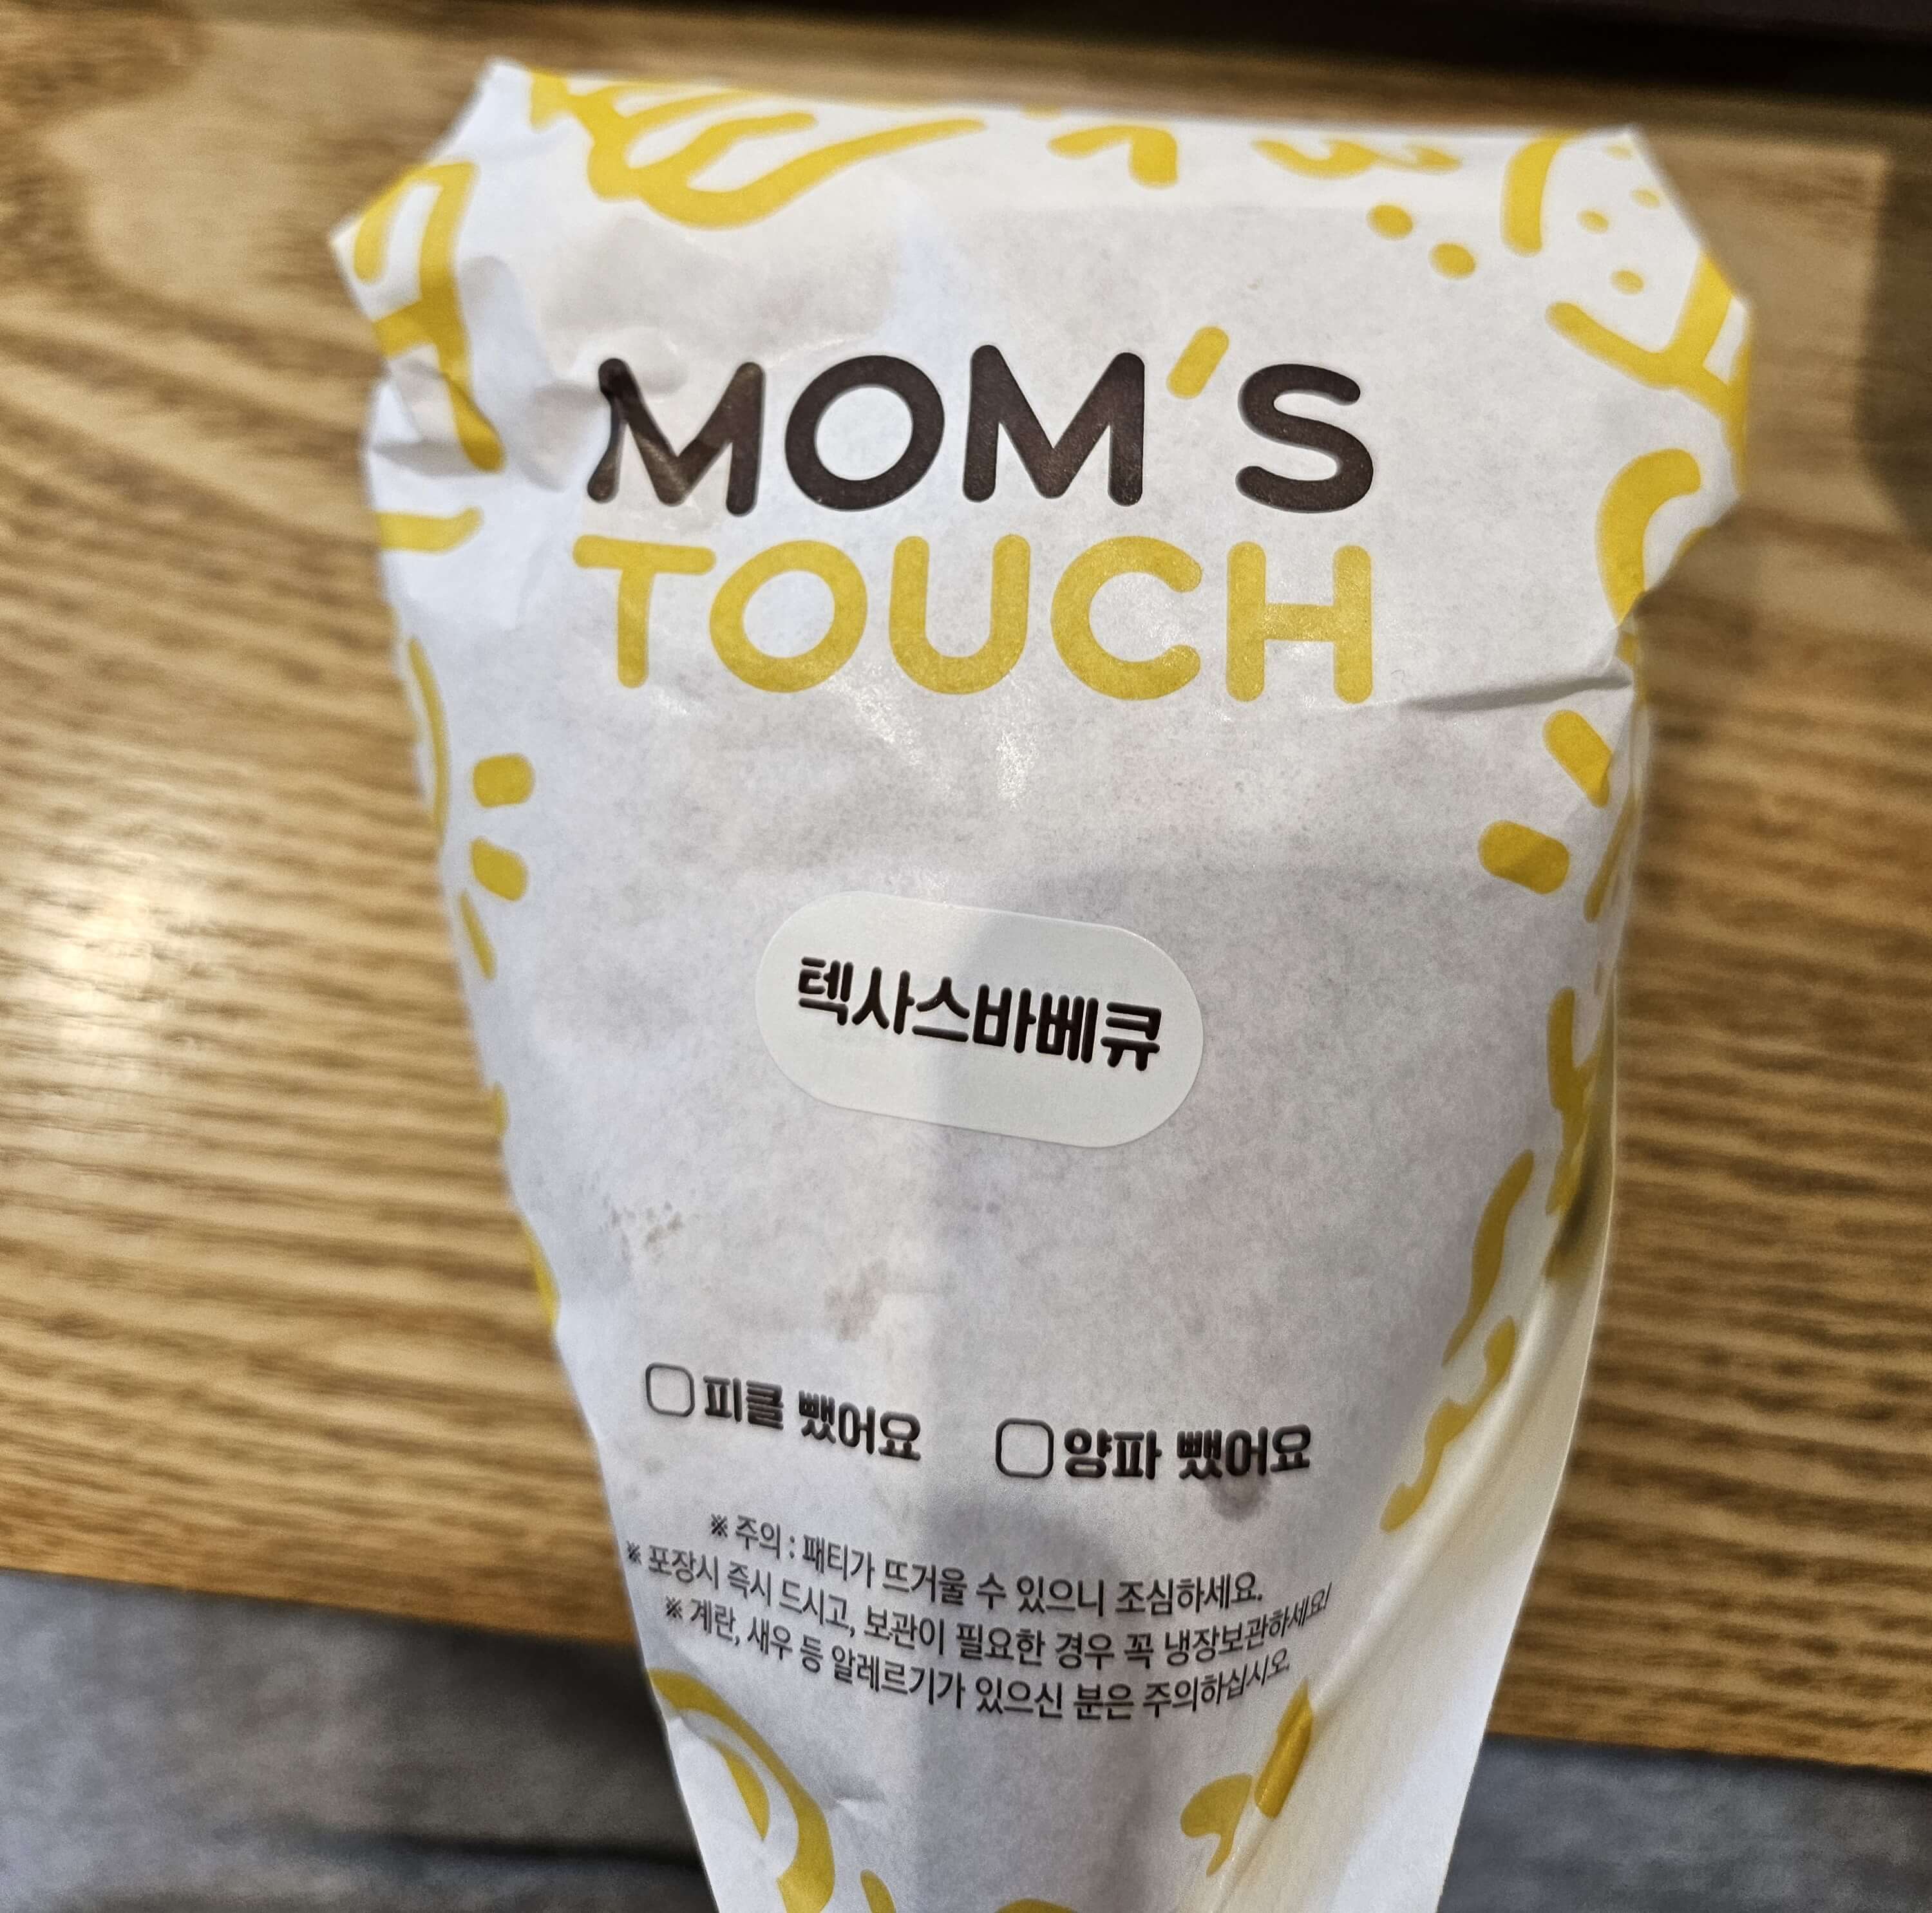 MOM'S
TOUCH
텍사스바베큐
피클 뺐어요 양파 뺐어요
※ 주의 : 패티가 뜨거울 수 있으니 조심하세요.
※ 포장시 즉시 드시고, 보관이 필요한 경우 꼭 냉장보관하세요!
※ 계란, 새우 등 알레르기가 있으신 분은 주의하십시오.